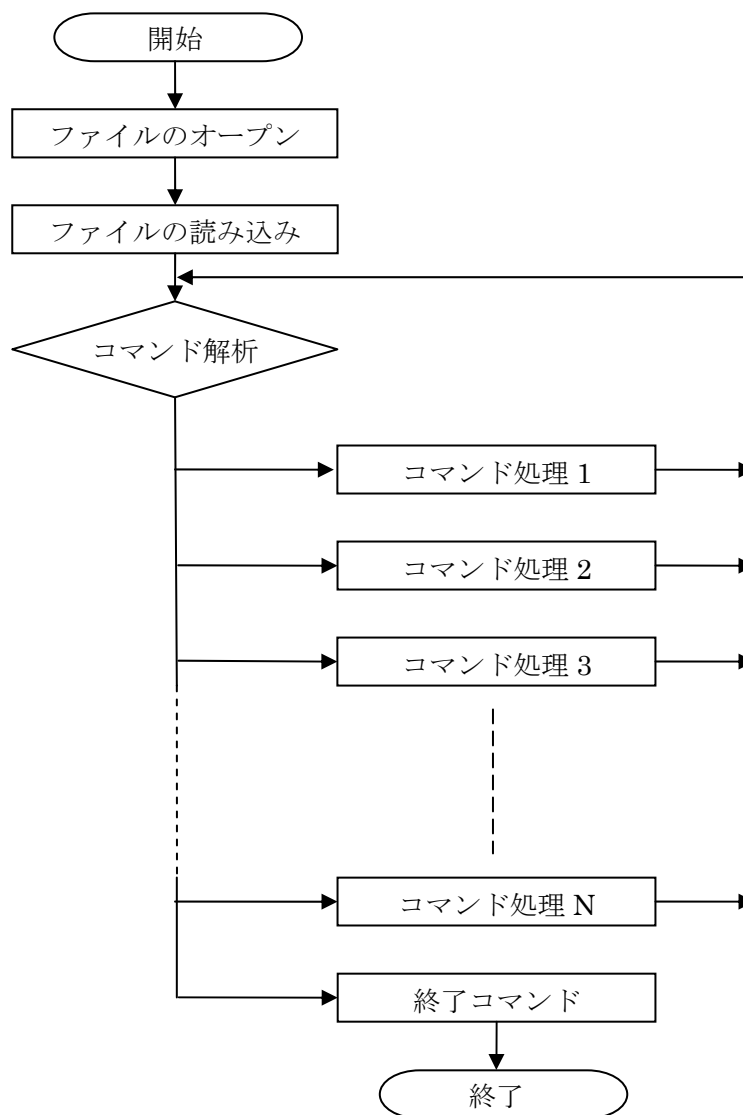 開始
ファイルのオープン
ファイルの読み込み
コマンド解析
コマンド処理 1
コマンド処理 2
コマンド処理 3
コマンド処理 N
終了コマンド
終了